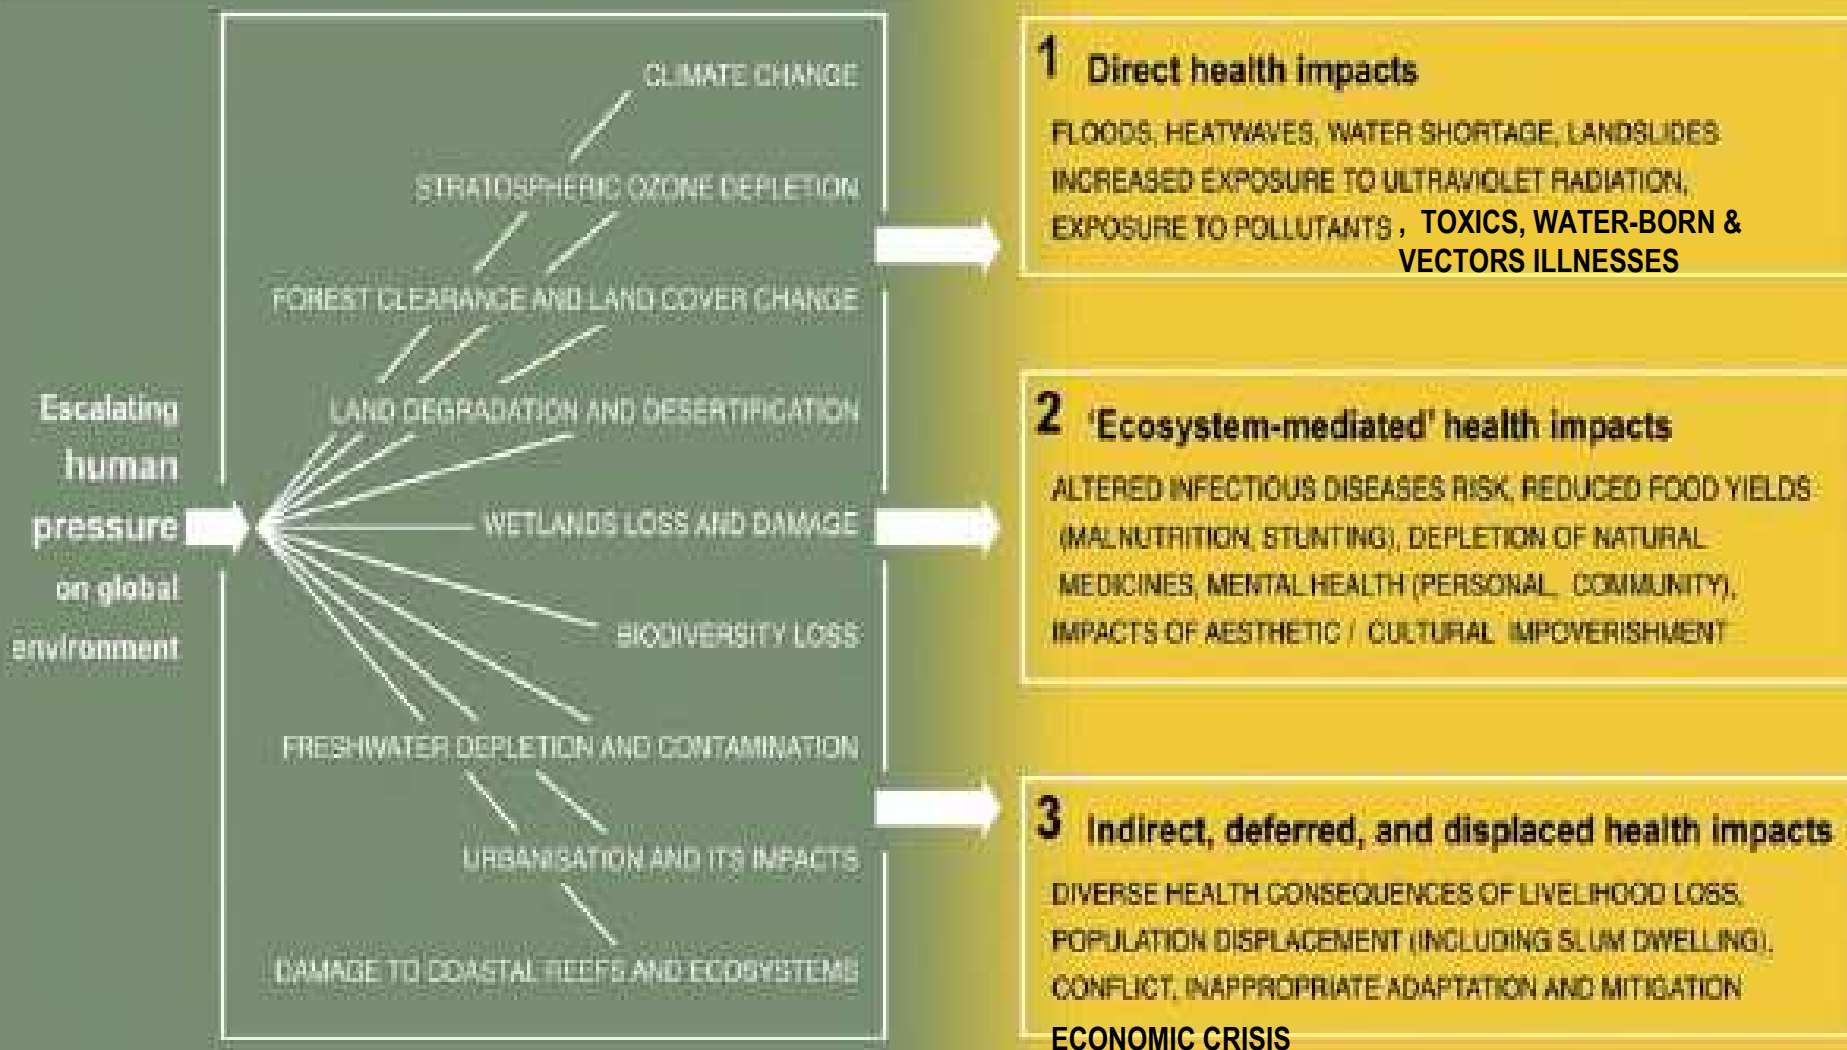 Escalating
human
pressure
on global
environment
CLIMATE CHANGE
STRATOSPHERIC OZONE DEPLETION
FOREST CLEARANCE AND LAND COVER CHANGE
LAND DEGRADATION AND DESERTIFICATION
WETLANDS LOSS AND DAMAGE
BIODIVERSITY LOSS
FRESHWATER DEPLETION AND CONTAMINATION
URBANISATION AND ITS IMPACTS
DAMAGE TO COASTAL REEFS AND ECOSYSTEMS
1 Direct health impacts
FLOODS, HEATWAVES, WATER SHORTAGE, LANDSLIDES
INCREASED EXPOSURE TO ULTRAVIOLET RADIATION,
EXPOSURE TO POLLUTANTS , TOXICS, WATER-BORN &
VECTORS ILLNESSES
2 'Ecosystem-mediated' health impacts
ALTERED INFECTIOUS DISEASES RISK, REDUCED FOOD YIELDS
(MALNUTRITION, STUNTING), DEPLETION OF NATURAL
MEDICINES, MENTAL HEALTH (PERSONAL, COMMUNITY),
IMPACTS OF AESTHETIC / CULTURAL IMPOVERISHMENT
3 Indirect, deferred, and displaced health impacts
DIVERSE HEALTH CONSEQUENCES OF LIVELIHOOD LOSS,
POPULATION DISPLACEMENT (INCLUDING SLUM DWELLING),
CONFLICT, INAPPROPRIATE ADAPTATION AND MITIGATION
ECONOMIC CRISIS